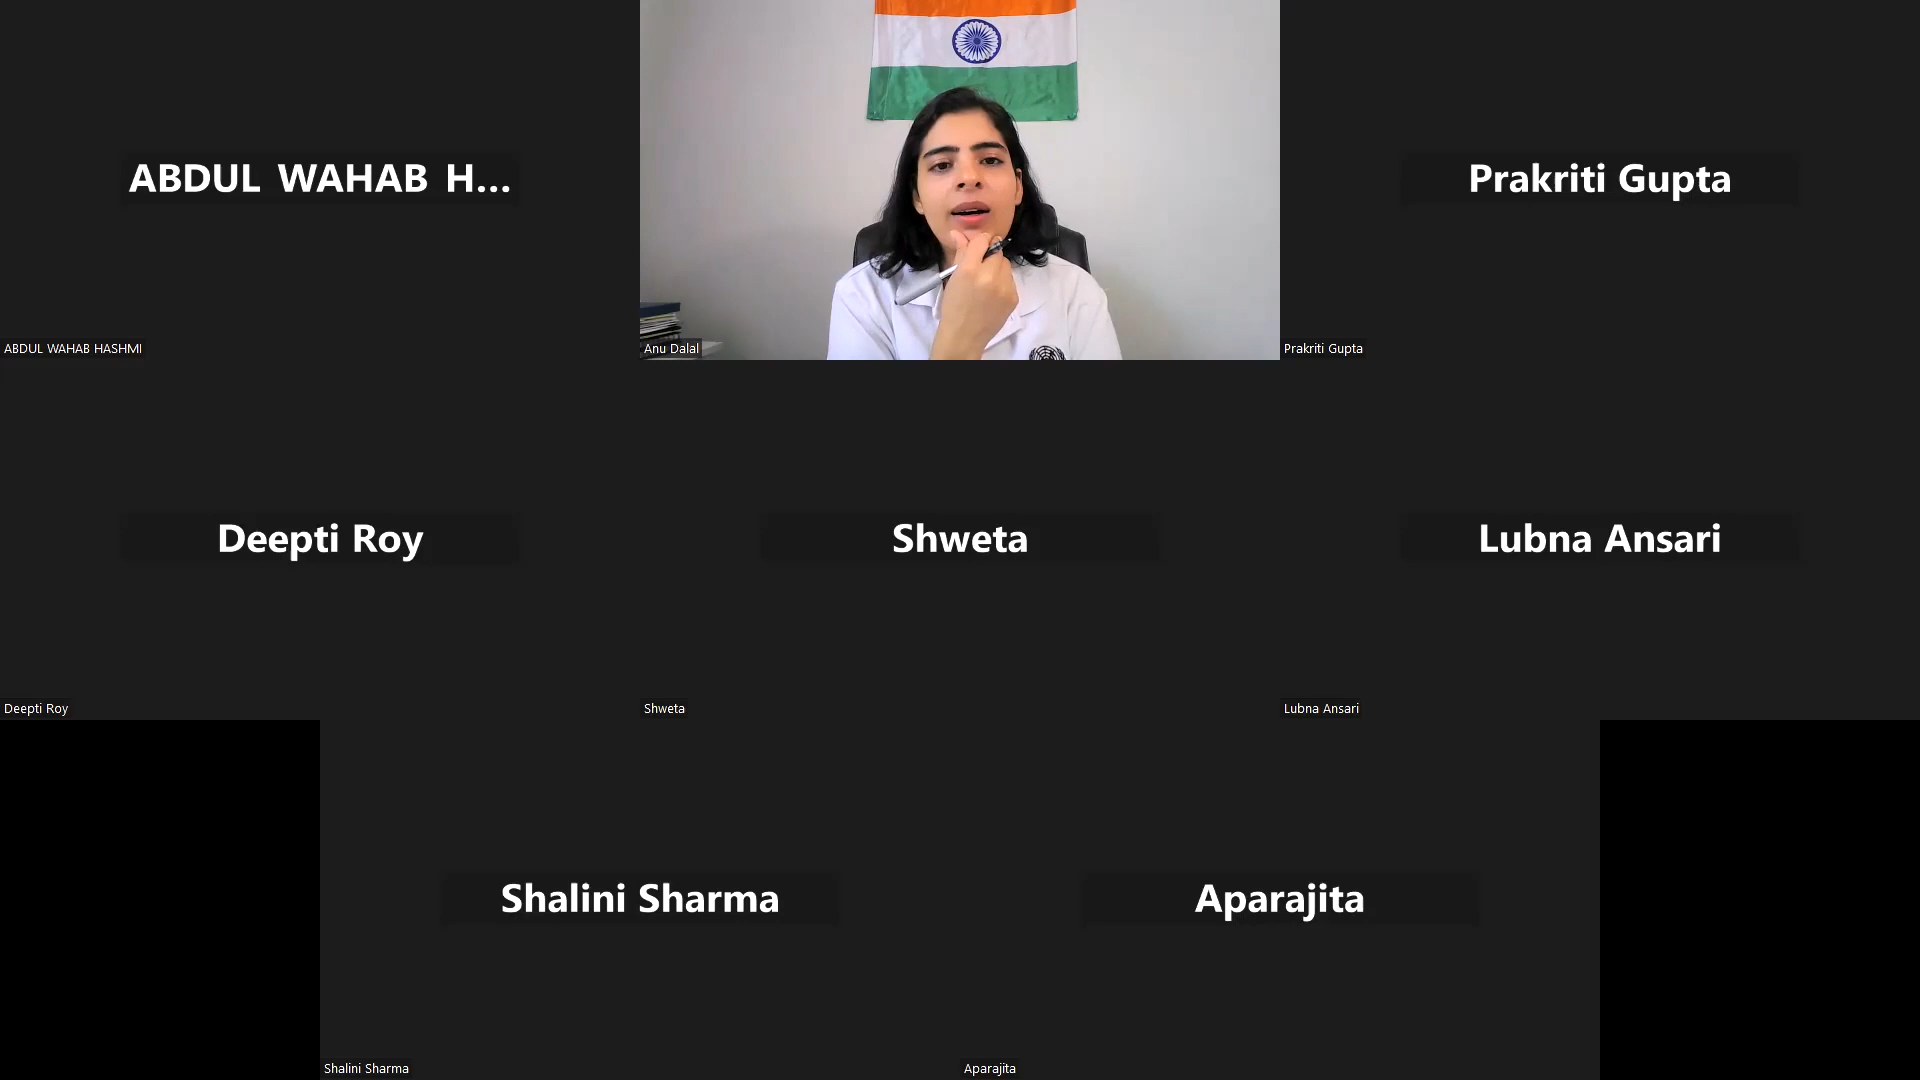 ABDUL WAHAB H...
ABDUL WAHAB HASHMI
Anu Dalal
Prakriti Gupta
Prakriti Gupta
Deepti Roy
Deepti Roy
Shweta
Shweta
Lubna Ansari
Lubna Ansari
Shalini Sharma
Shalini Sharma
Aparajita
Aparajita